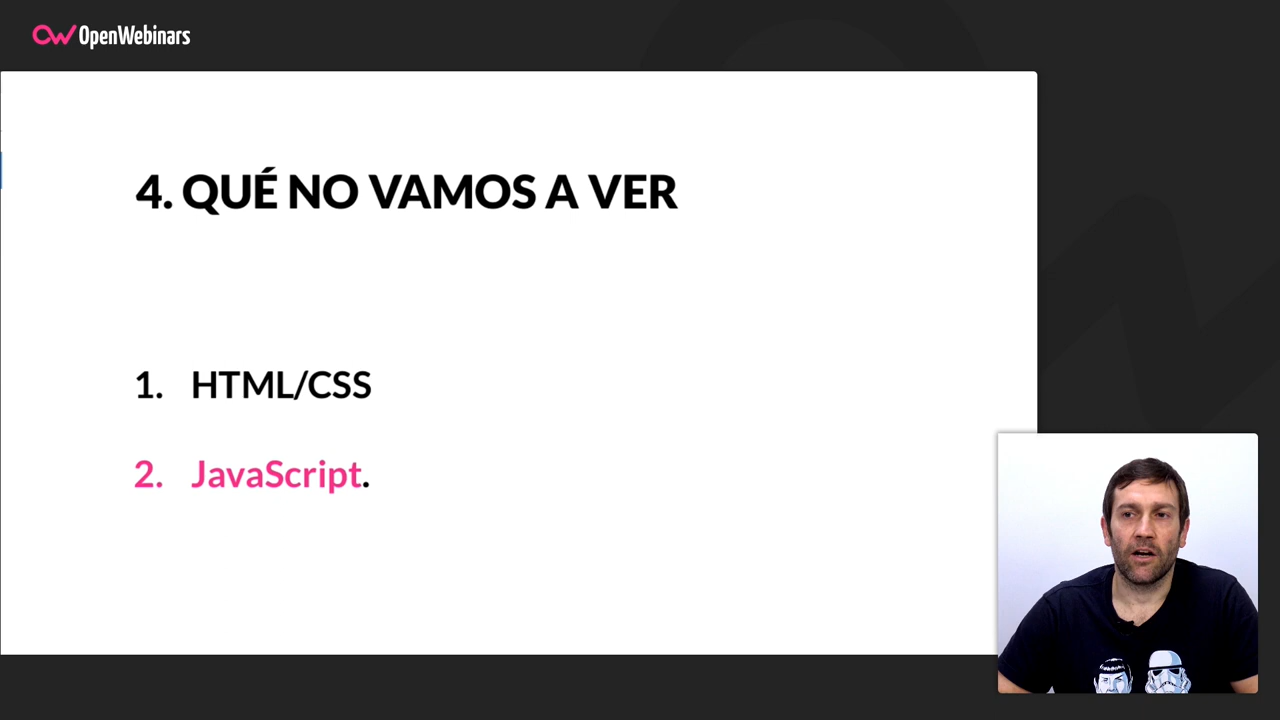 OpenWebinars
4. QUÉ NO VAMOS A VER
1. HTML/CSS
2. JavaScript.